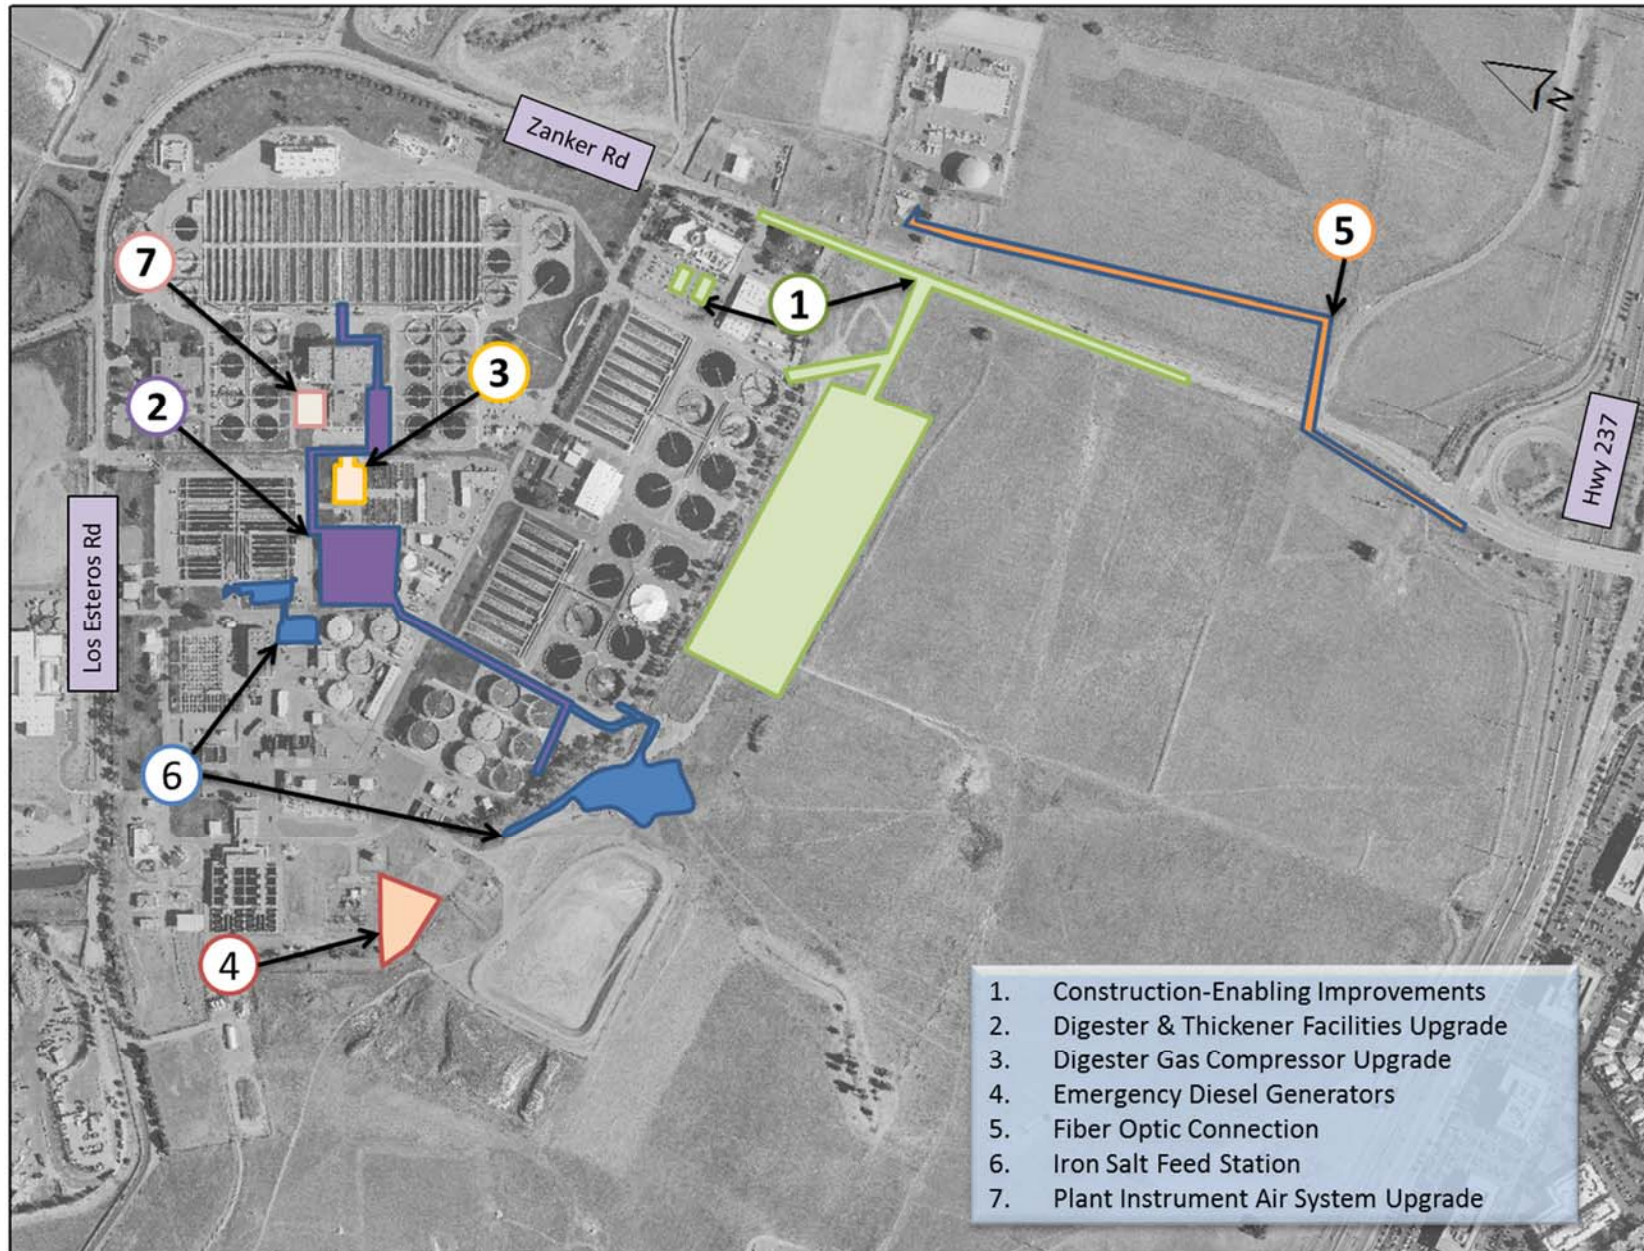 Zanker Rd
N
5
7
1
3
2
Hwy 237
Los Esteros Rd
6
4
1. Construction-Enabling Improvements
2. Digester & Thickener Facilities Upgrade
3. Digester Gas Compressor Upgrade
4. Emergency Diesel Generators
5. Fiber Optic Connection
6. Iron Salt Feed Station
7. Plant Instrument Air System Upgrade